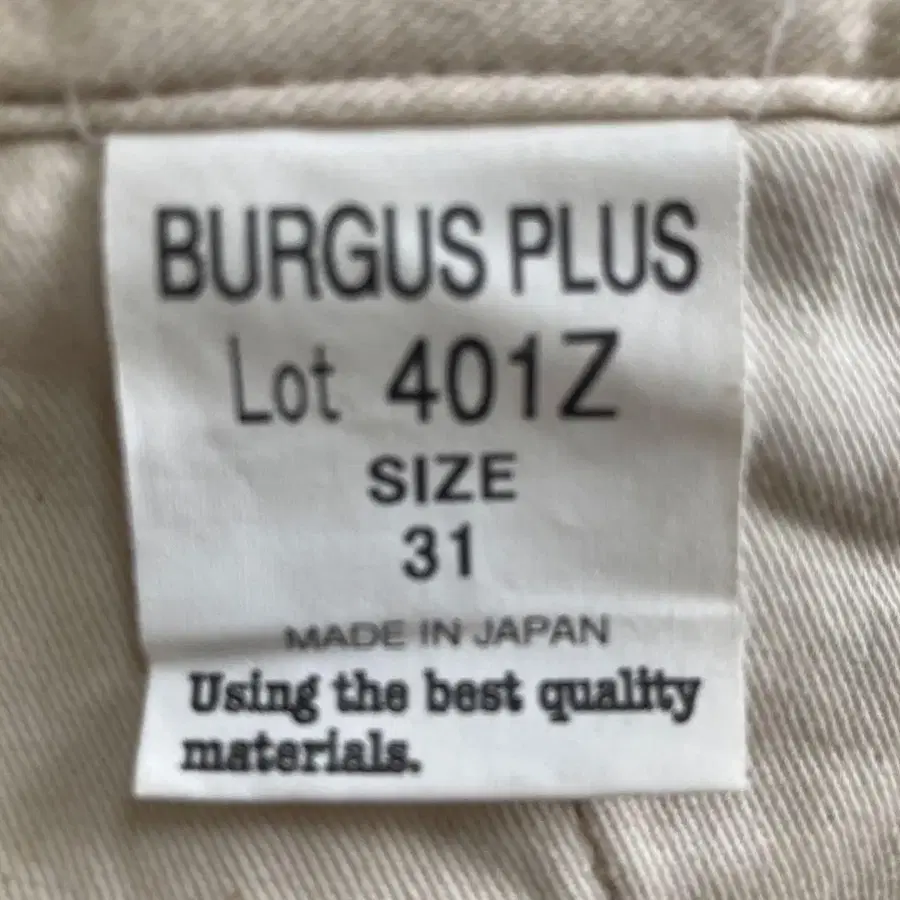 BURGUS PLUS
Lot 401Z
SIZE
31
MADE IN JAPAN
Using the best quality
materials.